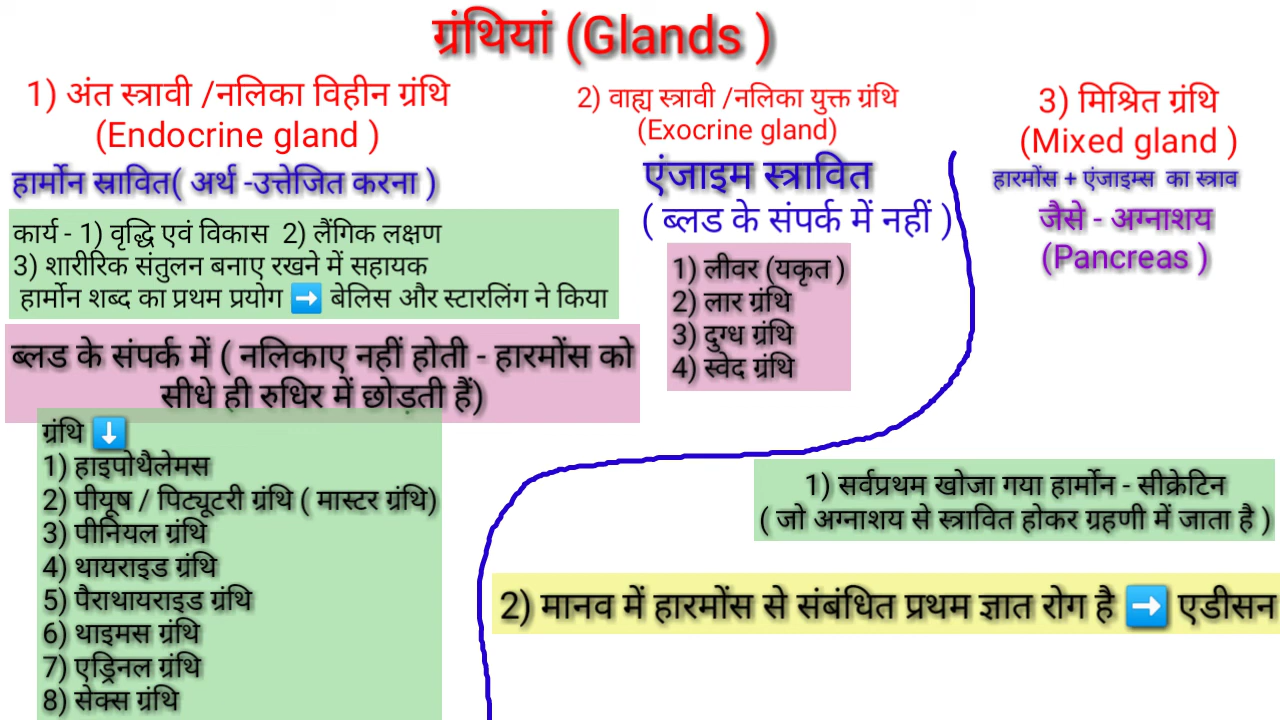 ग्रंथियां (Glands )
1) अंत स्त्रावी /नलिका विहीन ग्रंथि
(Endocrine gland )
हार्मोन स्रावित( अर्थ -उत्तेजित करना )
कार्य - 1) वृद्धि एवं विकास 2) लैंगिक लक्षण
3) शारीरिक संतुलन बनाए रखने में सहायक
हार्मोन शब्द का प्रथम प्रयोग ➡️ बेलिस और स्टारलिंग ने किया
ब्लड के संपर्क में ( नलिकाए नहीं होती - हारमोंस को
सीधे ही रुधिर में छोड़ती हैं)
ग्रंथि ⬇️
1) हाइपोथैलेमस
2) पीयूष / पिट्यूटरी ग्रंथि ( मास्टर ग्रंथि)
3) पीनियल ग्रंथि
4) थायराइड ग्रंथि
5) पैराथायराइड ग्रंथि
6) थाइमस ग्रंथि
7) एड्रिनल ग्रंथि
8) सेक्स ग्रंथि
2) वाह्य स्त्रावी /नलिका युक्त ग्रंथि
(Exocrine gland)
एंजाइम स्त्रावित
( ब्लड के संपर्क में नहीं )
1) लीवर (यकृत )
2) लार ग्रंथि
3) दुग्ध ग्रंथि
4) स्वेद ग्रंथि
3) मिश्रित ग्रंथि
(Mixed gland )
हारमोंस + एंजाइम्स का स्त्राव
जैसे - अग्नाशय
(Pancreas )
1) सर्वप्रथम खोजा गया हार्मोन - सीक्रेटिन
( जो अग्नाशय से स्त्रावित होकर ग्रहणी में जाता है )
2) मानव में हारमोंस से संबंधित प्रथम ज्ञात रोग है ➡️ एडीसन